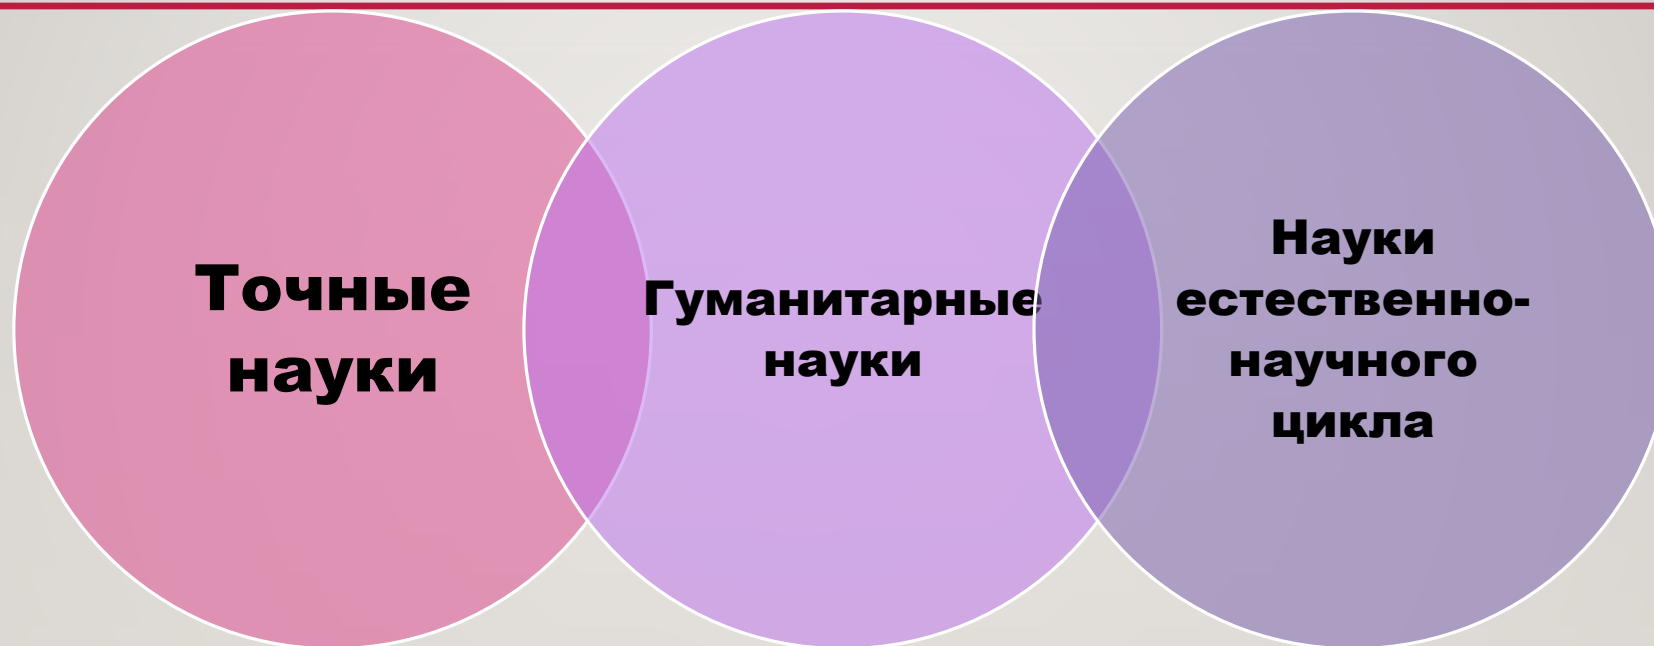 Точные
науки
Гуманитарные
науки
Науки
естественно-
научного
цикла